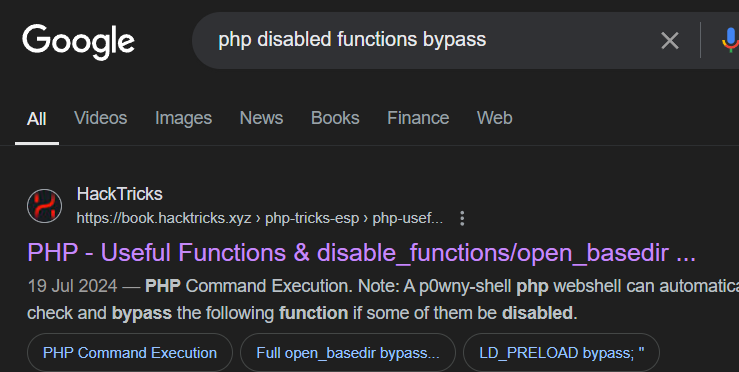 Google
php disabled functions bypass
All Videos Images News Books Finance Web
HackTricks
https://book.hacktricks.xyz › php-tricks-esp › php-usef...
PHP - Useful Functions & disable_functions/open_basedir ...
19 Jul 2024 — PHP Command Execution. Note: A p0wny-shell php webshell can automatica
check and bypass the following function if some of them be disabled.
PHP Command Execution Full open_basedir bypass... LD_PRELOAD bypass; "